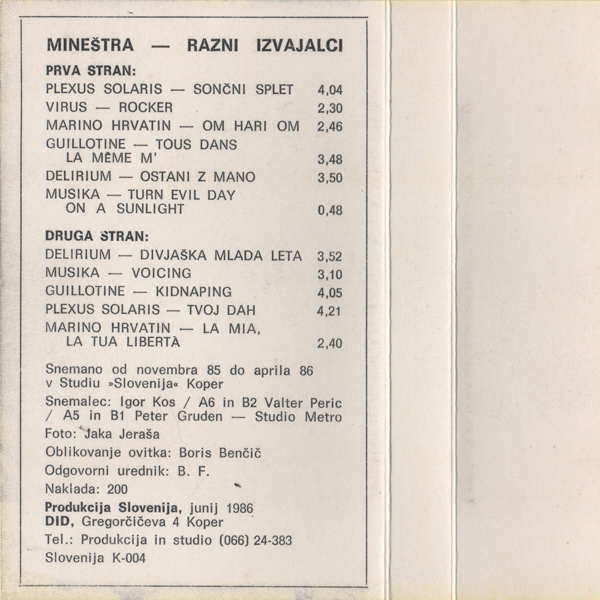 MINEŠTRA — RAZNI IZVAJALCI
PRVA STRAN:
PLEXUS SOLARIS — SONČNI SPLET 4,04
VIRUS — ROCKER 2,30
MARINO HRVATIN — OM HARI OM 2,46
GUILLOTINE — TOUS DANS
LA MÊME M' 3,48
DELIRIUM — OSTANI Z MANO 3,50
MUSIKA — TURN EVIL DAY
ON A SUNLIGHT 0,48
DRUGA STRAN:
DELIRIUM — DIVJAŠKA MLADA LETA 3,52
MUSIKA — VOICING 3,10
GUILLOTINE — KIDNAPING 4,05
PLEXUS SOLARIS — TVOJ DAH 4,21
MARINO HRVATIN — LA MIA,
LA TUA LIBERTÀ 2,40
Snemano od novembra 85 do aprila 86
v Studiu »Slovenija« Koper
Snemalec: Igor Kos / A6 in B2 Valter Peric
/ A5 in B1 Peter Gruden — Studio Metro
Foto: Jaka Jeraša
Oblikovanje ovitka: Boris Benčič
Odgovorni urednik: B. F.
Naklada: 200
Produkcija Slovenija, junij 1986
DID, Gregorčičeva 4 Koper
Tel.: Produkcija in studio (066) 24-383
Slovenija K-004